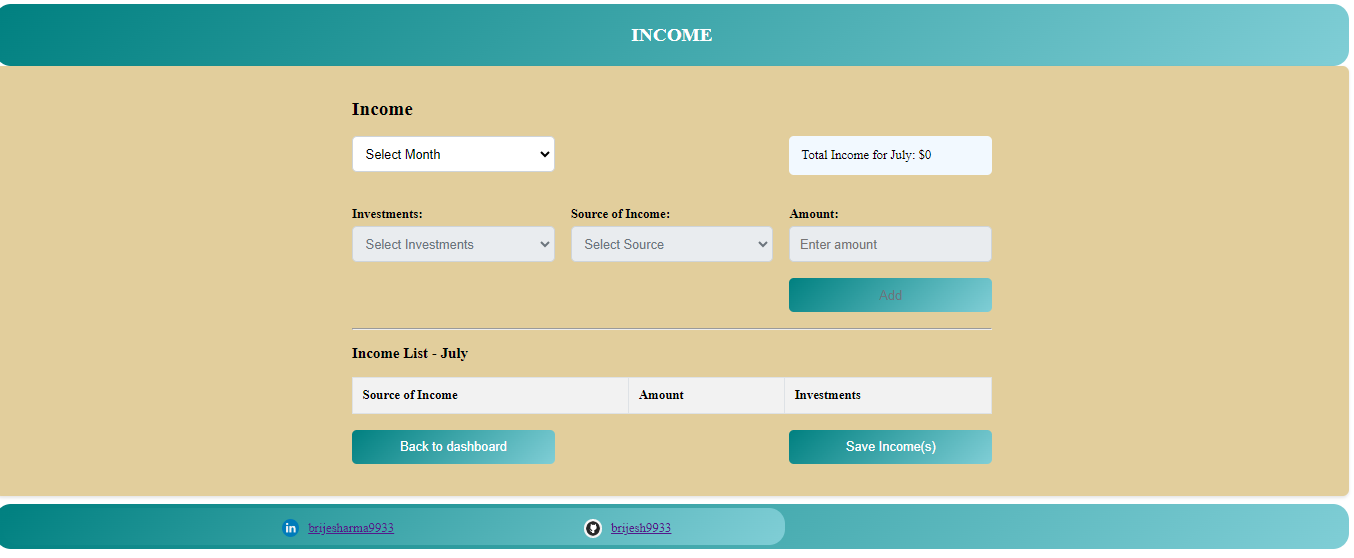 INCOME
Income
Select Month
Total Income for July: $0
Investments: Source of Income: Amount:
Select Investments Select Source Enter amount
Add
Income List - July
Source of Income Amount Investments
Back to dashboard Save Income(s)
in brijesharma9933 brijesh9933